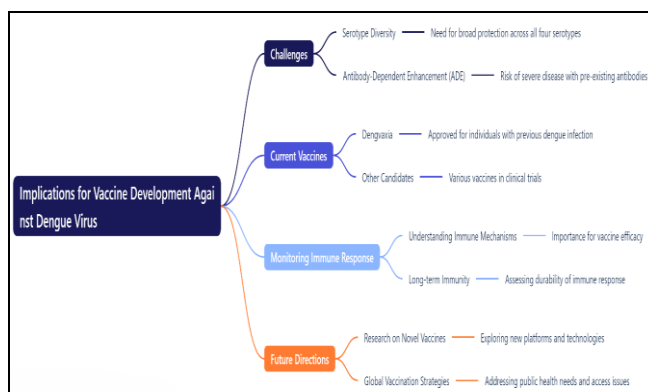 Implications for Vaccine Development Agai
nst Dengue Virus
Challenges
Serotype Diversity
Need for broad protection across all four serotypes
Antibody-Dependent Enhancement (ADE)
Risk of severe disease with pre-existing antibodies
Current Vaccines
Dengvaxia
Approved for individuals with previous dengue infection
Other Candidates
Various vaccines in clinical trials
Monitoring Immune Response
Understanding Immune Mechanisms
Importance for vaccine efficacy
Long-term Immunity
Assessing durability of immune response
Future Directions
Research on Novel Vaccines
Exploring new platforms and technologies
Global Vaccination Strategies
Addressing public health needs and access issues